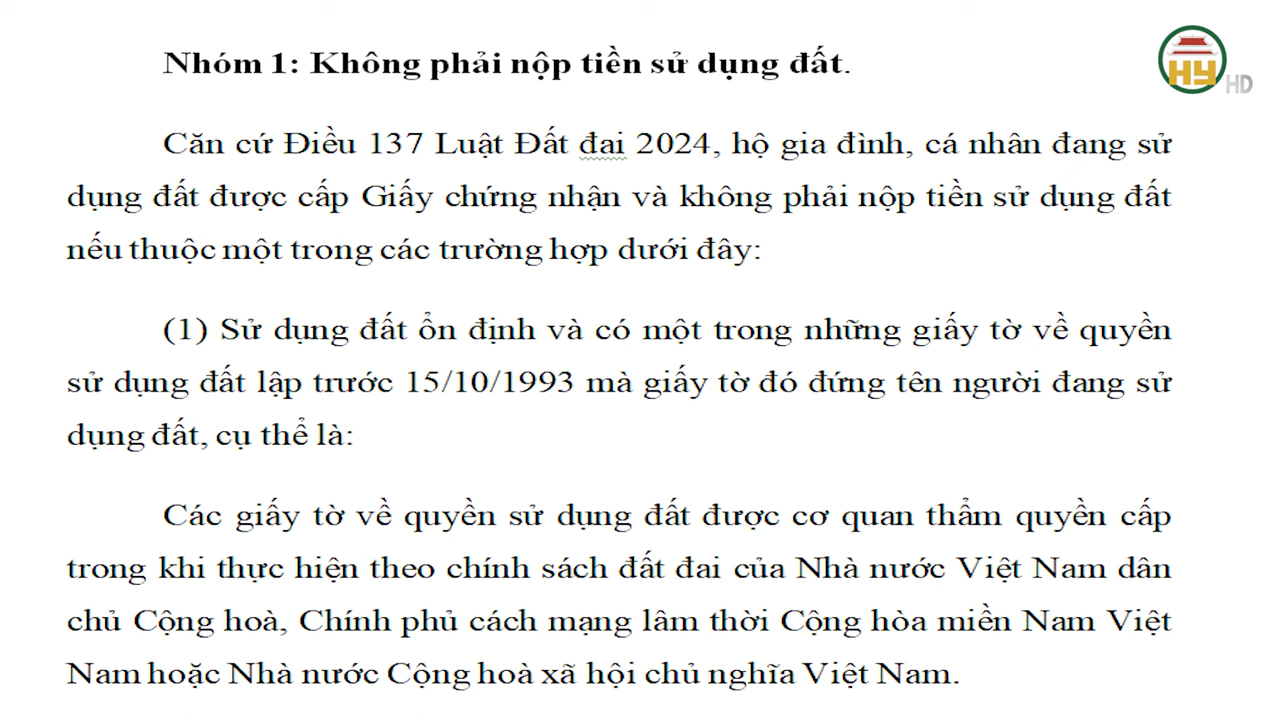 Nhóm 1: Không phải nộp tiền sử dụng đất.
HY
HD
Căn cứ Điều 137 Luật Đất đai 2024, hộ gia đình, cá nhân đang sử
dụng đất được cấp Giấy chứng nhận và không phải nộp tiền sử dụng đất
nếu thuộc một trong các trường hợp dưới đây:
(1) Sử dụng đất ổn định và có một trong những giấy tờ về quyền
sử dụng đất lập trước 15/10/1993 mà giấy tờ đó đứng tên người đang sử
dụng đất, cụ thể là:
Các giấy tờ về quyền sử dụng đất được cơ quan thẩm quyền cấp
trong khi thực hiện theo chính sách đất đai của Nhà nước Việt Nam dân
chủ Cộng hoà, Chính phủ cách mạng lâm thời Cộng hòa miền Nam Việt
Nam hoặc Nhà nước Cộng hoà xã hội chủ nghĩa Việt Nam.